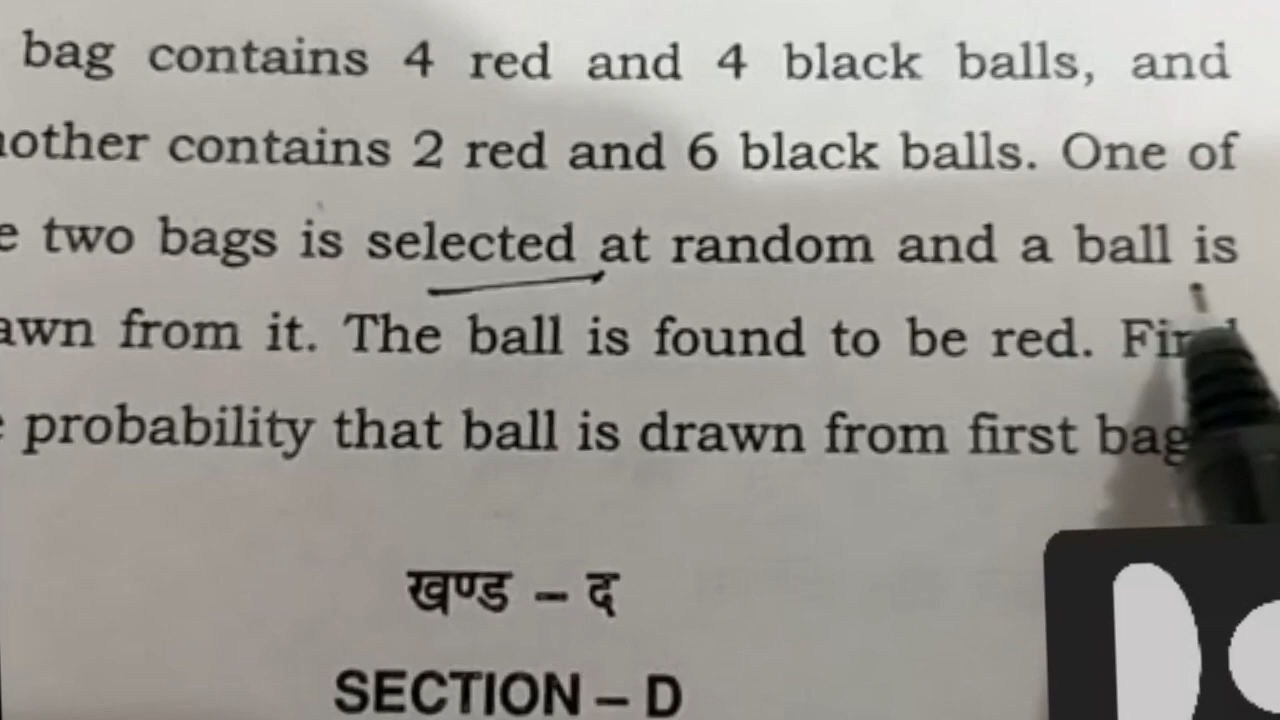 bag contains 4 red and 4 black balls, and
contains 2 red and 6 black balls. One of
two bags is selected at random and a ball is
from it. The ball is found to be red.
probability that ball is drawn from first bag
खण्ड – द
SECTION – D